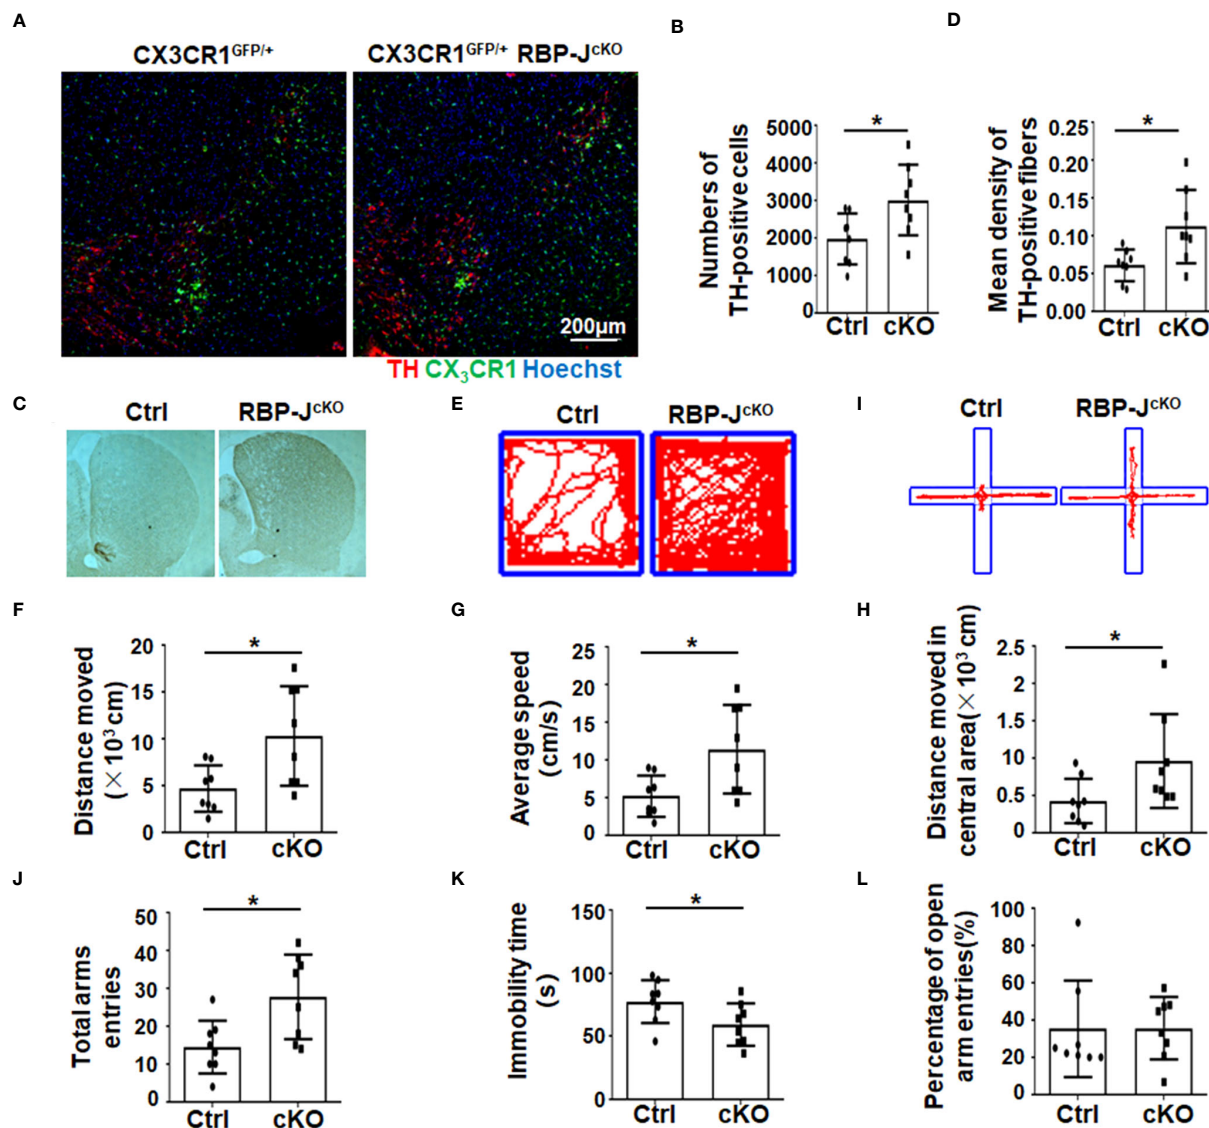 A
CX3CR1GFP/+
CX3CR1GFP/+ RBP-JcKO
200μm
TH CX3CR1 Hoechst
B
Numbers of
TH-positive cells
5000
4000
3000
2000
1000
0
*
Ctrl
cKO
D
Mean density of
TH-positive fibers
0.25
0.20
0.15
0.10
0.05
0.00
*
Ctrl
cKO
C
Ctrl
RBP-JcKO
E
Ctrl
RBP-JcKO
I
Ctrl
RBP-JcKO
F
Distance moved
(×10³ cm)
20
15
10
5
0
*
Ctrl
cKO
G
Average speed
(cm/s)
25
20
15
10
5
0
*
Ctrl
cKO
H
Distance moved in
central area(×10³ cm)
2.5
2
1.5
1
0.5
0
*
Ctrl
cKO
J
Total arms
entries
50
40
30
20
10
0
*
Ctrl
cKO
K
Immobility time
(s)
150
100
50
0
*
Ctrl
cKO
L
Percentage of open
arm entries(%)
100
80
60
40
20
0
Ctrl
cKO